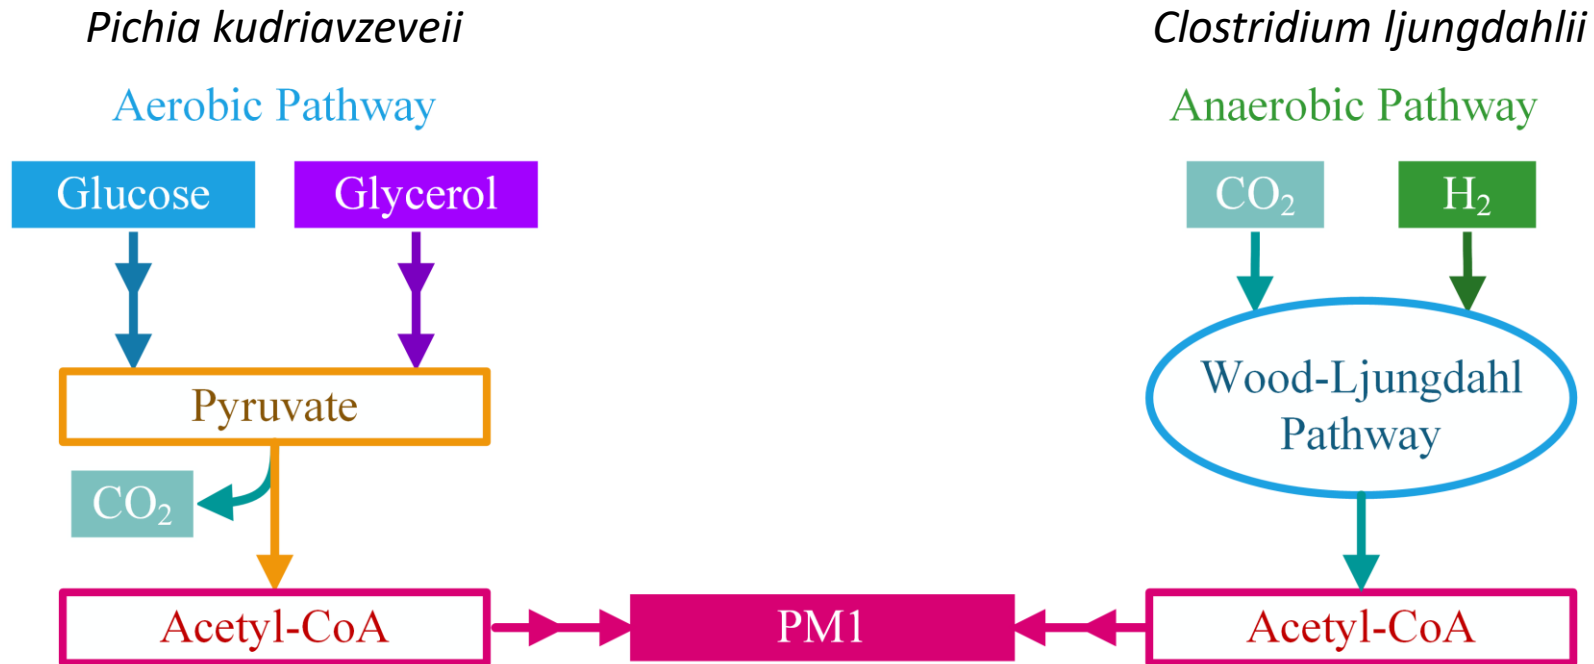 Pichia kudriavzeveii
Clostridium ljungdahlii
Aerobic Pathway
Anaerobic Pathway
Glucose
Glycerol
CO₂
H₂
Pyruvate
Wood-Ljungdahl
Pathway
CO₂
Acetyl-CoA
PM1
Acetyl-CoA